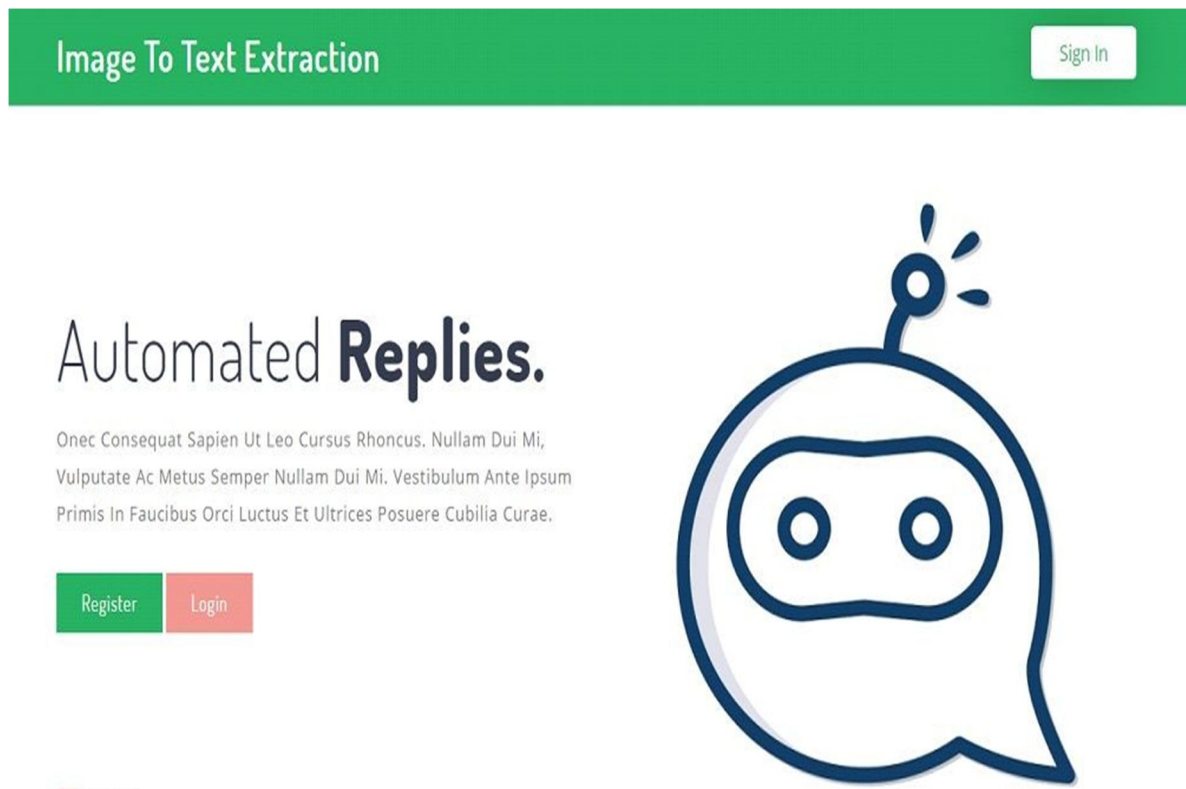 Image To Text Extraction
Sign In
Automated Replies.
Onec Consequat Sapien Ut Leo Cursus Rhoncus. Nullam Dui Mi,
Vulputate Ac Metus Semper Nullam Dui Mi. Vestibulum Ante Ipsum
Primis In Faucibus Orci Luctus Et Ultrices Posuere Cubilia Curae.
Register
Login